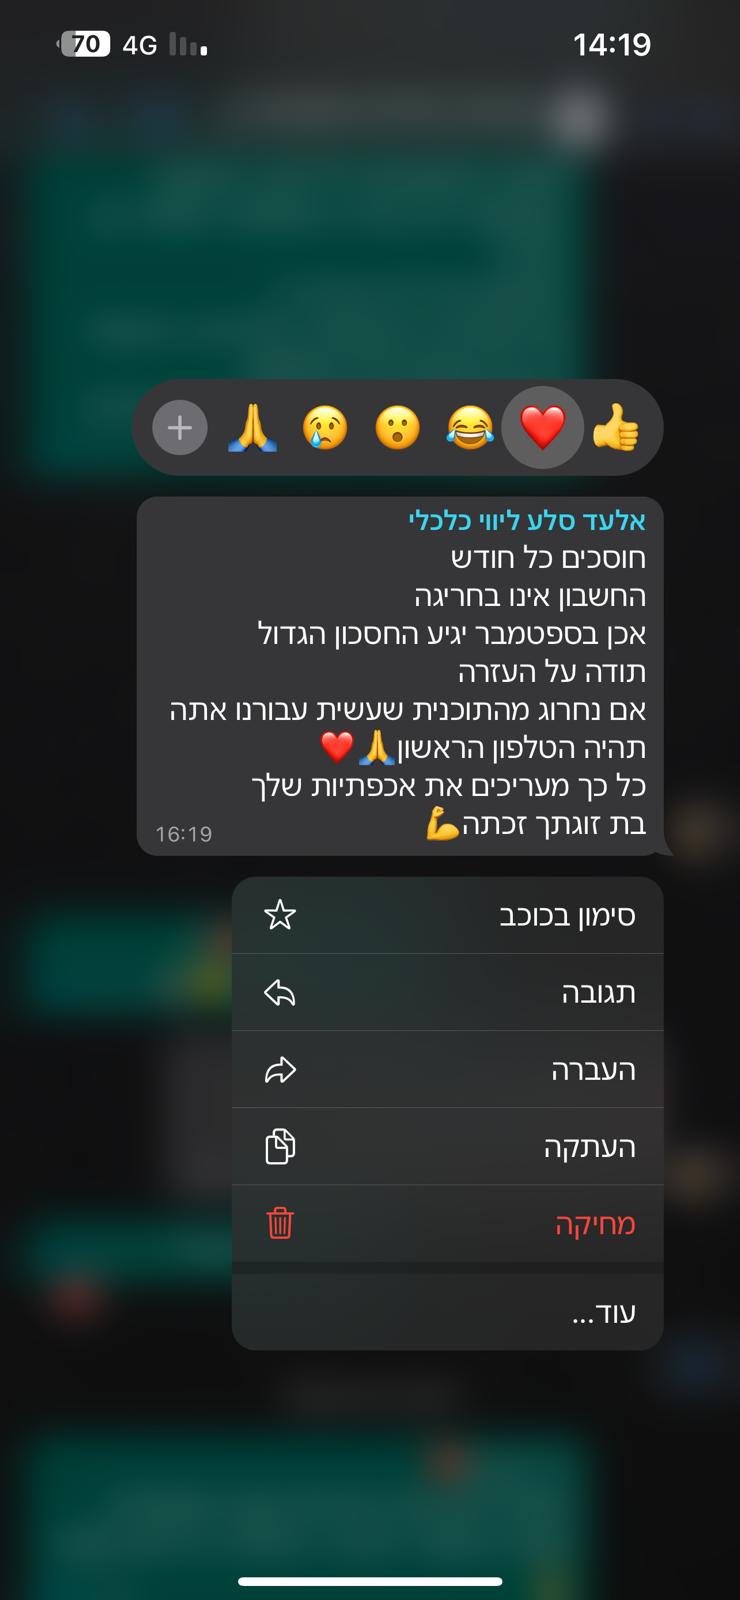 70 4G 14:19
אלעד סלע ליווי כלכלי
חוסכים כל חודש
החשבון אינו בחריגה
אכן בספטמבר יגיע החסכון הגדול
תודה על העזרה
אם נחרוג מהתוכנית שעשית עבורנו אתה
תהיה הטלפון הראשון🙏❤️
כל כך מעריכים את אכפתיות שלך
בת זוגתך זכתה💪
16:19
סימון בכוכב
תגובה
העברה
העתקה
מחיקה
עוד...